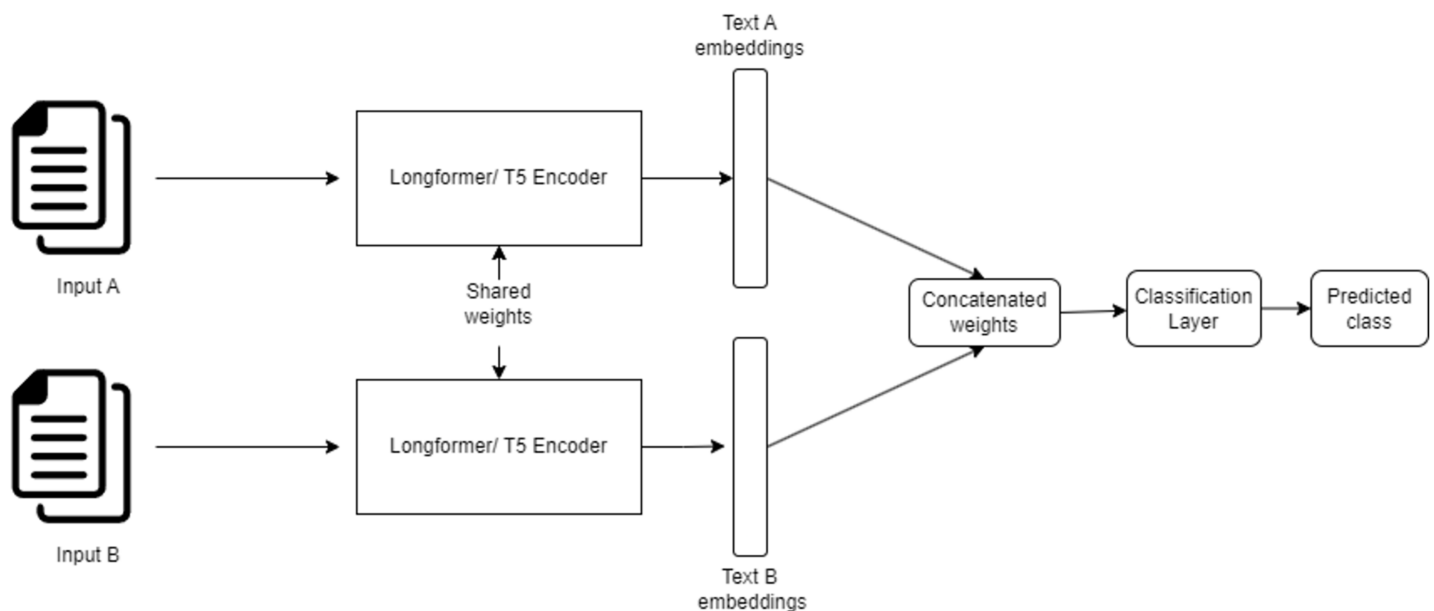 Text A
embeddings
Longformer/ T5 Encoder
Input A
Shared
weights
Concatenated
weights
Classification
Layer
Predicted
class
Longformer/ T5 Encoder
Input B
Text B
embeddings